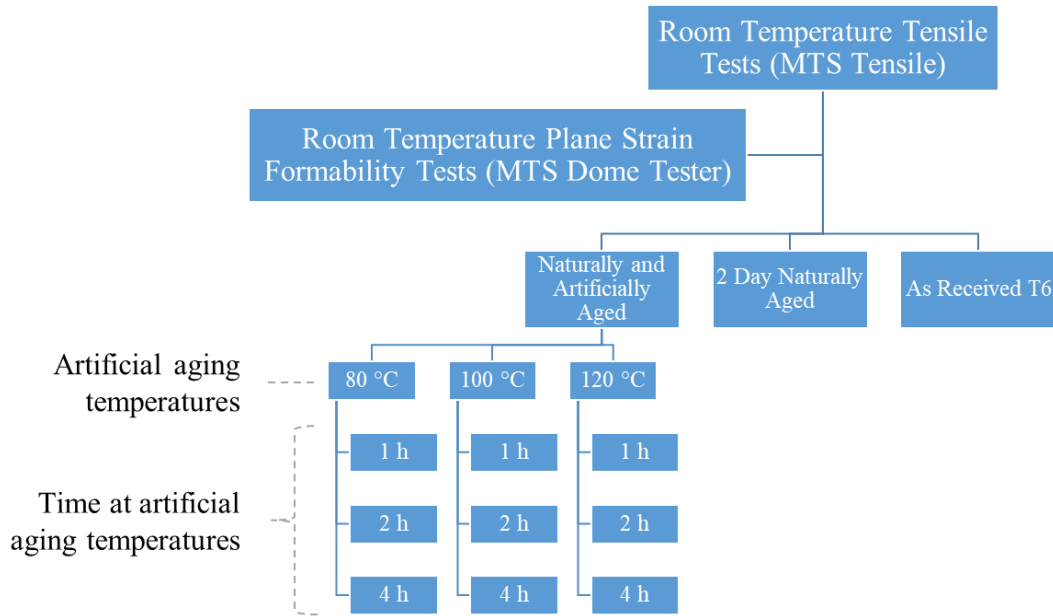 Room Temperature Tensile
Tests (MTS Tensile)
Room Temperature Plane Strain
Formability Tests (MTS Dome Tester)
Naturally and
Artificially
Aged
2 Day Naturally
Aged
As Received T6
Artificial aging
temperatures
80 °C
100 °C
120 °C
Time at artificial
aging temperatures
1 h
1 h
1 h
2 h
2 h
2 h
4 h
4 h
4 h